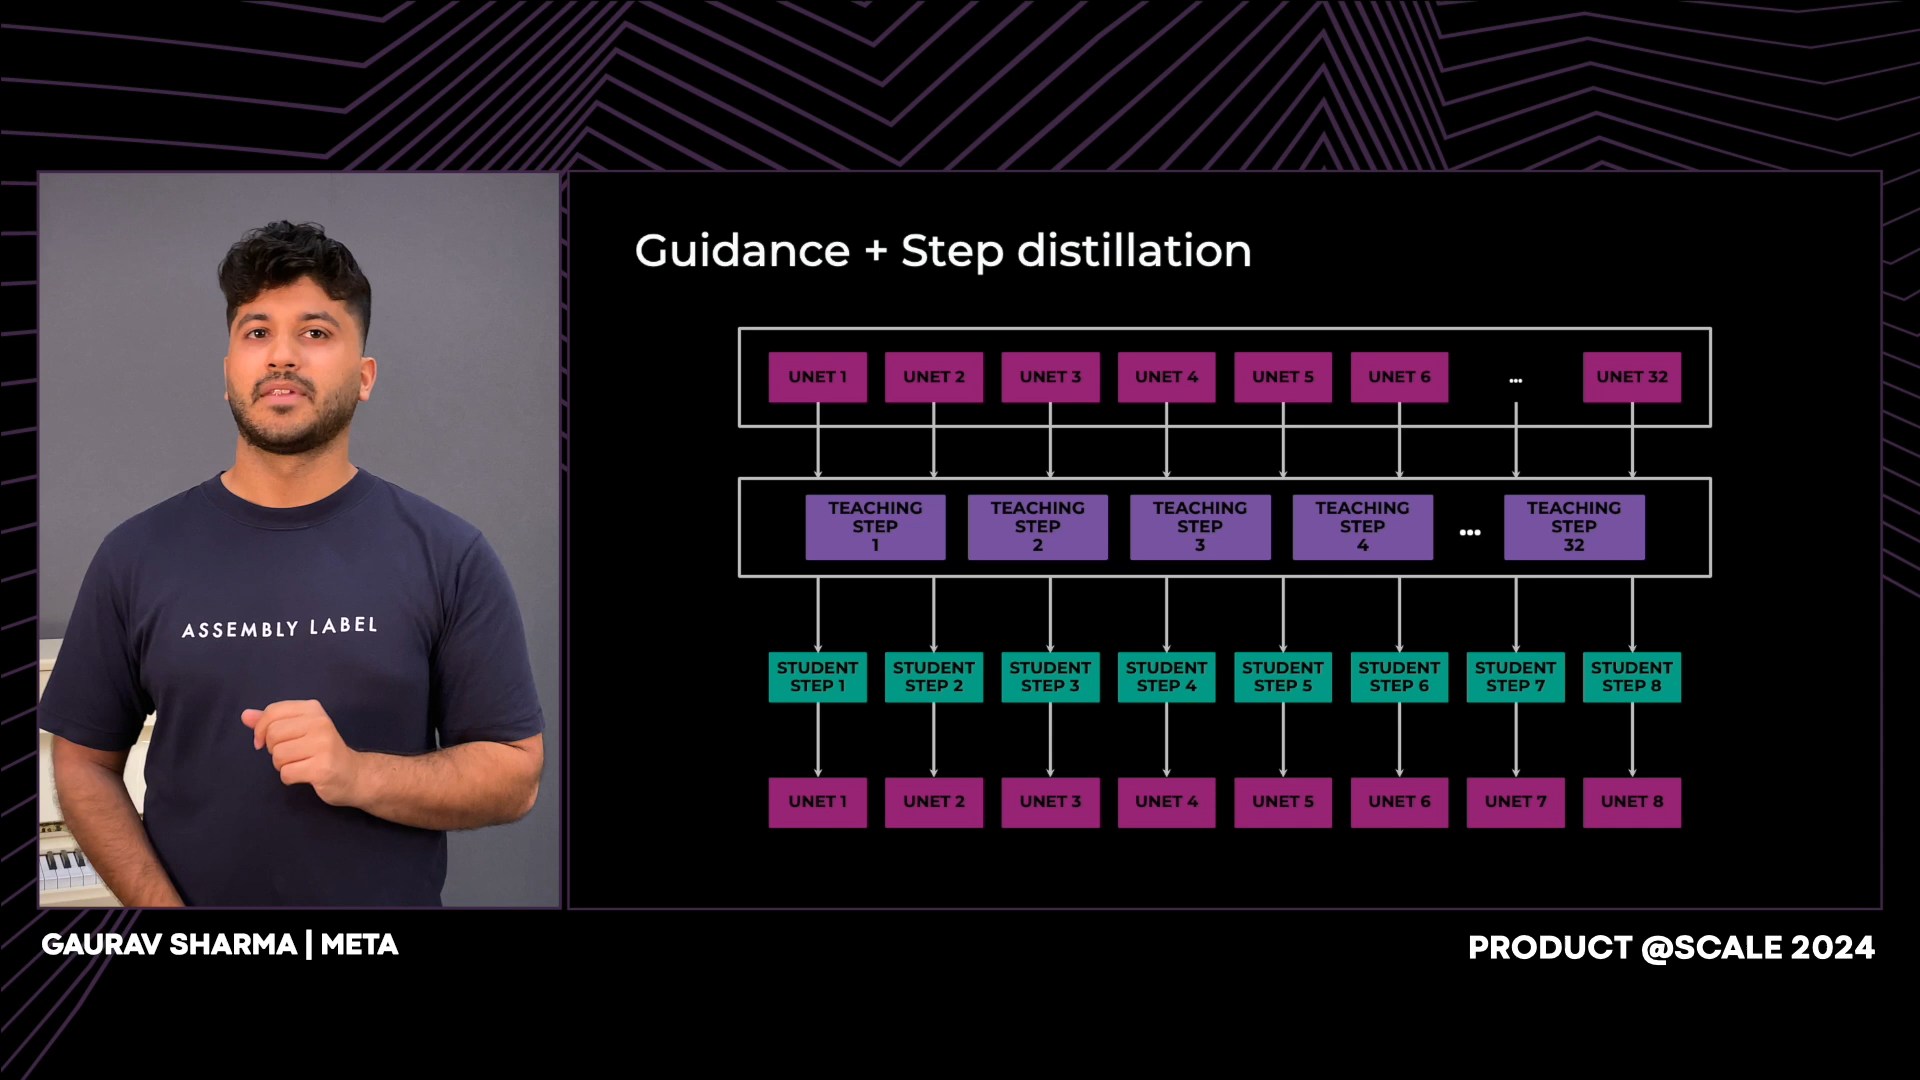 Guidance + Step distillation
UNET 1 UNET 2 UNET 3 UNET 4 UNET 5 UNET 6 ... UNET 32
TEACHING STEP 1 TEACHING STEP 2 TEACHING STEP 3 TEACHING STEP 4 ... TEACHING STEP 32
STUDENT STEP 1 STUDENT STEP 2 STUDENT STEP 3 STUDENT STEP 4 STUDENT STEP 5 STUDENT STEP 6 STUDENT STEP 7 STUDENT STEP 8
UNET 1 UNET 2 UNET 3 UNET 4 UNET 5 UNET 6 UNET 7 UNET 8
ASSEMBLY LABEL
GAURAV SHARMA | META
PRODUCT @SCALE 2024